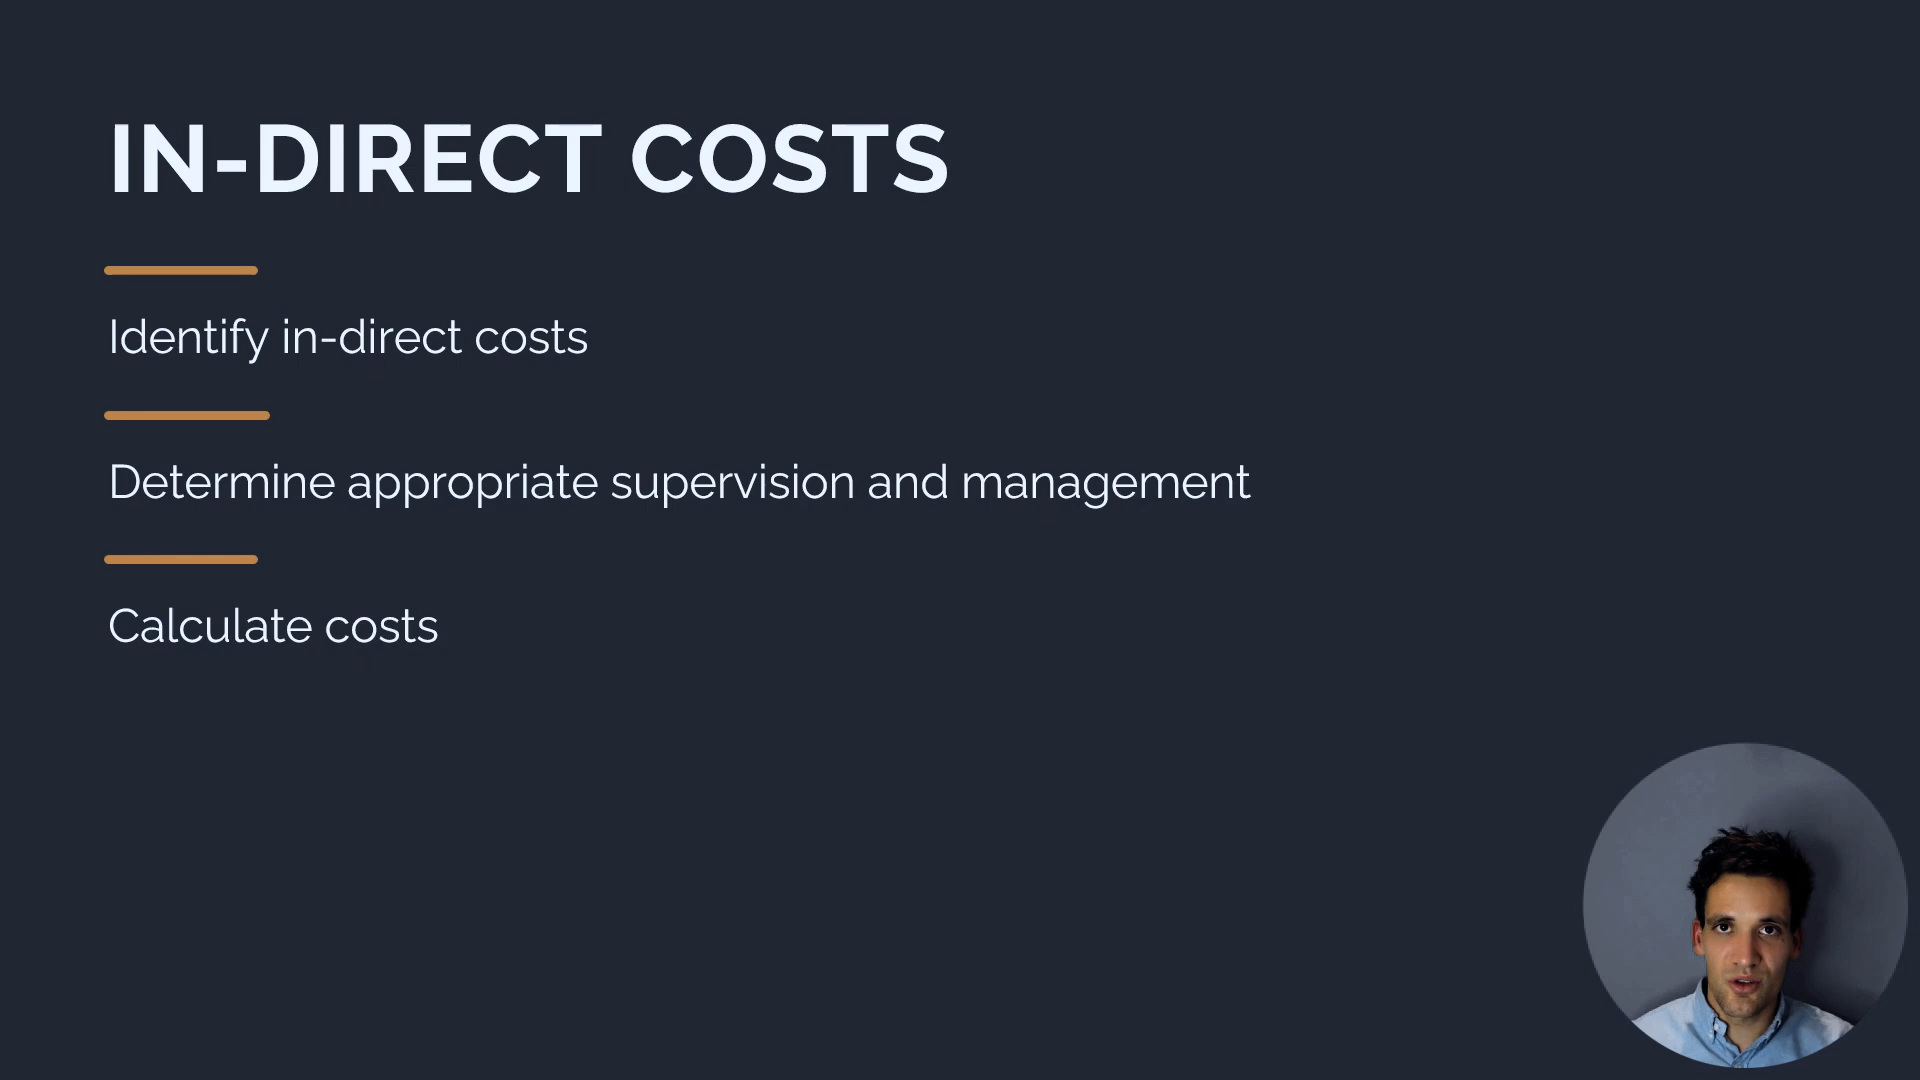 IN-DIRECT COSTS
Identify in-direct costs
Determine appropriate supervision and management
Calculate costs